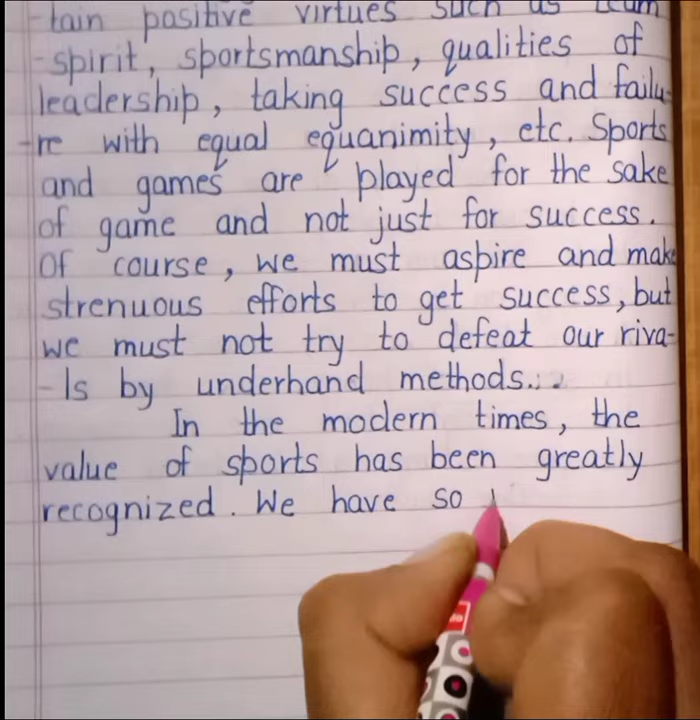 tain positive virtues such as team
-spirit, sportsmanship, qualities of
leadership, taking success and failu-
-re with equal equanimity, etc. Sports
and games are played for the sake
of game and not just for success.
Of course, we must aspire and make
strenuous efforts to get success, but
we must not try to defeat our riva-
-ls by underhand methods.
In the modern times, the
value of sports has been greatly
recognized. We have so